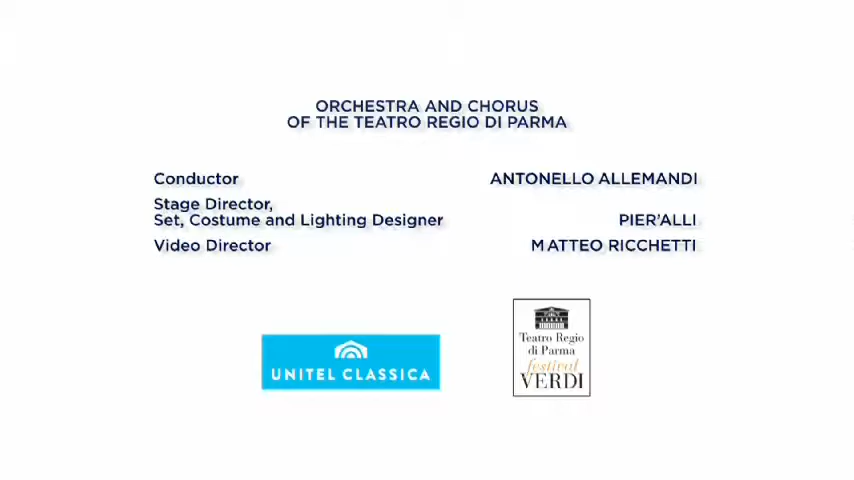 ORCHESTRA AND CHORUS
OF THE TEATRO REGIO DI PARMA
Conductor ANTONELLO ALLEMANDI
Stage Director,
Set, Costume and Lighting Designer PIER'ALLI
Video Director MATTEO RICCHETTI
UNITEL CLASSICA
Teatro Regio
di Parma
festival
VERDI